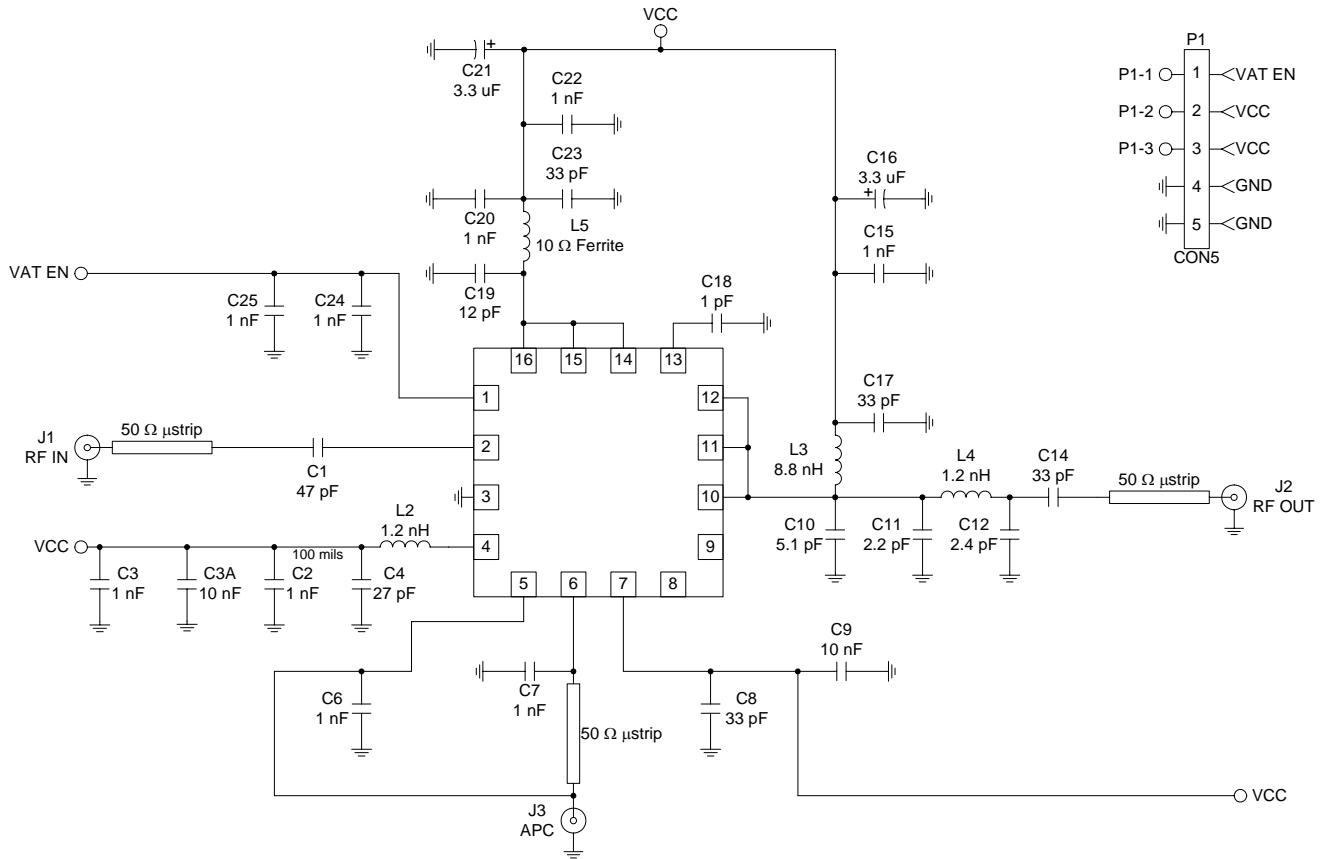 VCC
P1
C21
3.3 uF
+
C22
1 nF
P1-1
1
VAT EN
P1-2
2
VCC
P1-3
3
VCC
4
GND
5
GND
CON5
C23
33 pF
C16
3.3 uF
+
C20
1 nF
L5
10 Ω Ferrite
C15
1 nF
VAT EN
C25
1 nF
C24
1 nF
C19
12 pF
C18
1 pF
16
15
14
13
1
12
C17
33 pF
J1
RF IN
50 Ω μstrip
C1
47 pF
2
11
L3
8.8 nH
L4
1.2 nH
C14
33 pF
50 Ω μstrip
J2
RF OUT
3
10
C10
5.1 pF
C11
2.2 pF
C12
2.4 pF
L2
1.2 nH
VCC
100 mils
4
9
C3
1 nF
C3A
10 nF
C2
1 nF
C4
27 pF
5
6
7
8
C9
10 nF
C6
1 nF
C7
1 nF
C8
33 pF
50 Ω μstrip
VCC
J3
APC